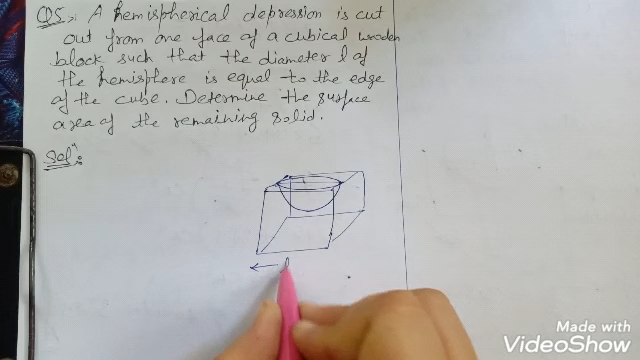 Q5:, A hemispherical depression is cut
out from one face of a cubical wooden
block such that the diameter l of
the hemisphere is equal to the edge
of the cube. Determine the surface
area of the remaining solid.
Solⁿ:
l
Made with
VideoShow